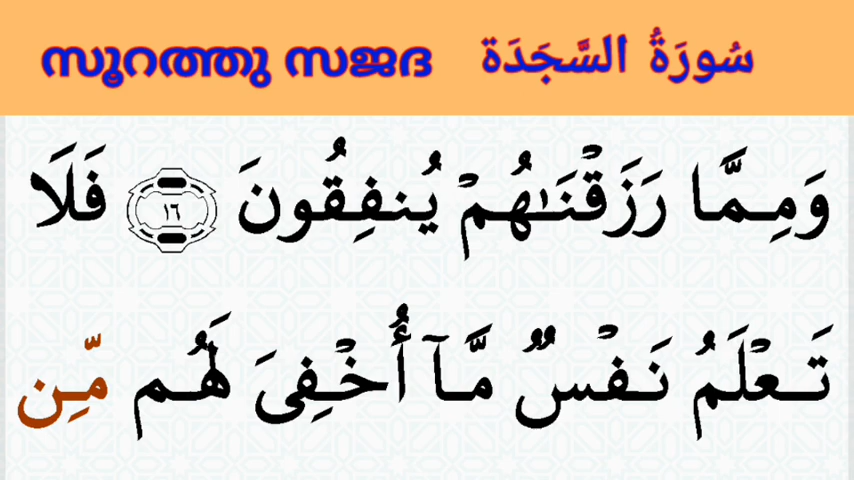 സൂറത്തു സജദ سُورَةُ السَّجَدَة
وَمِمَّا رَزَقْنَٰهُمْ يُنفِقُونَ ١٦ فَلَا
تَعْلَمُ نَفْسٌ مَّآ أُخْفِىَ لَهُم مِّن